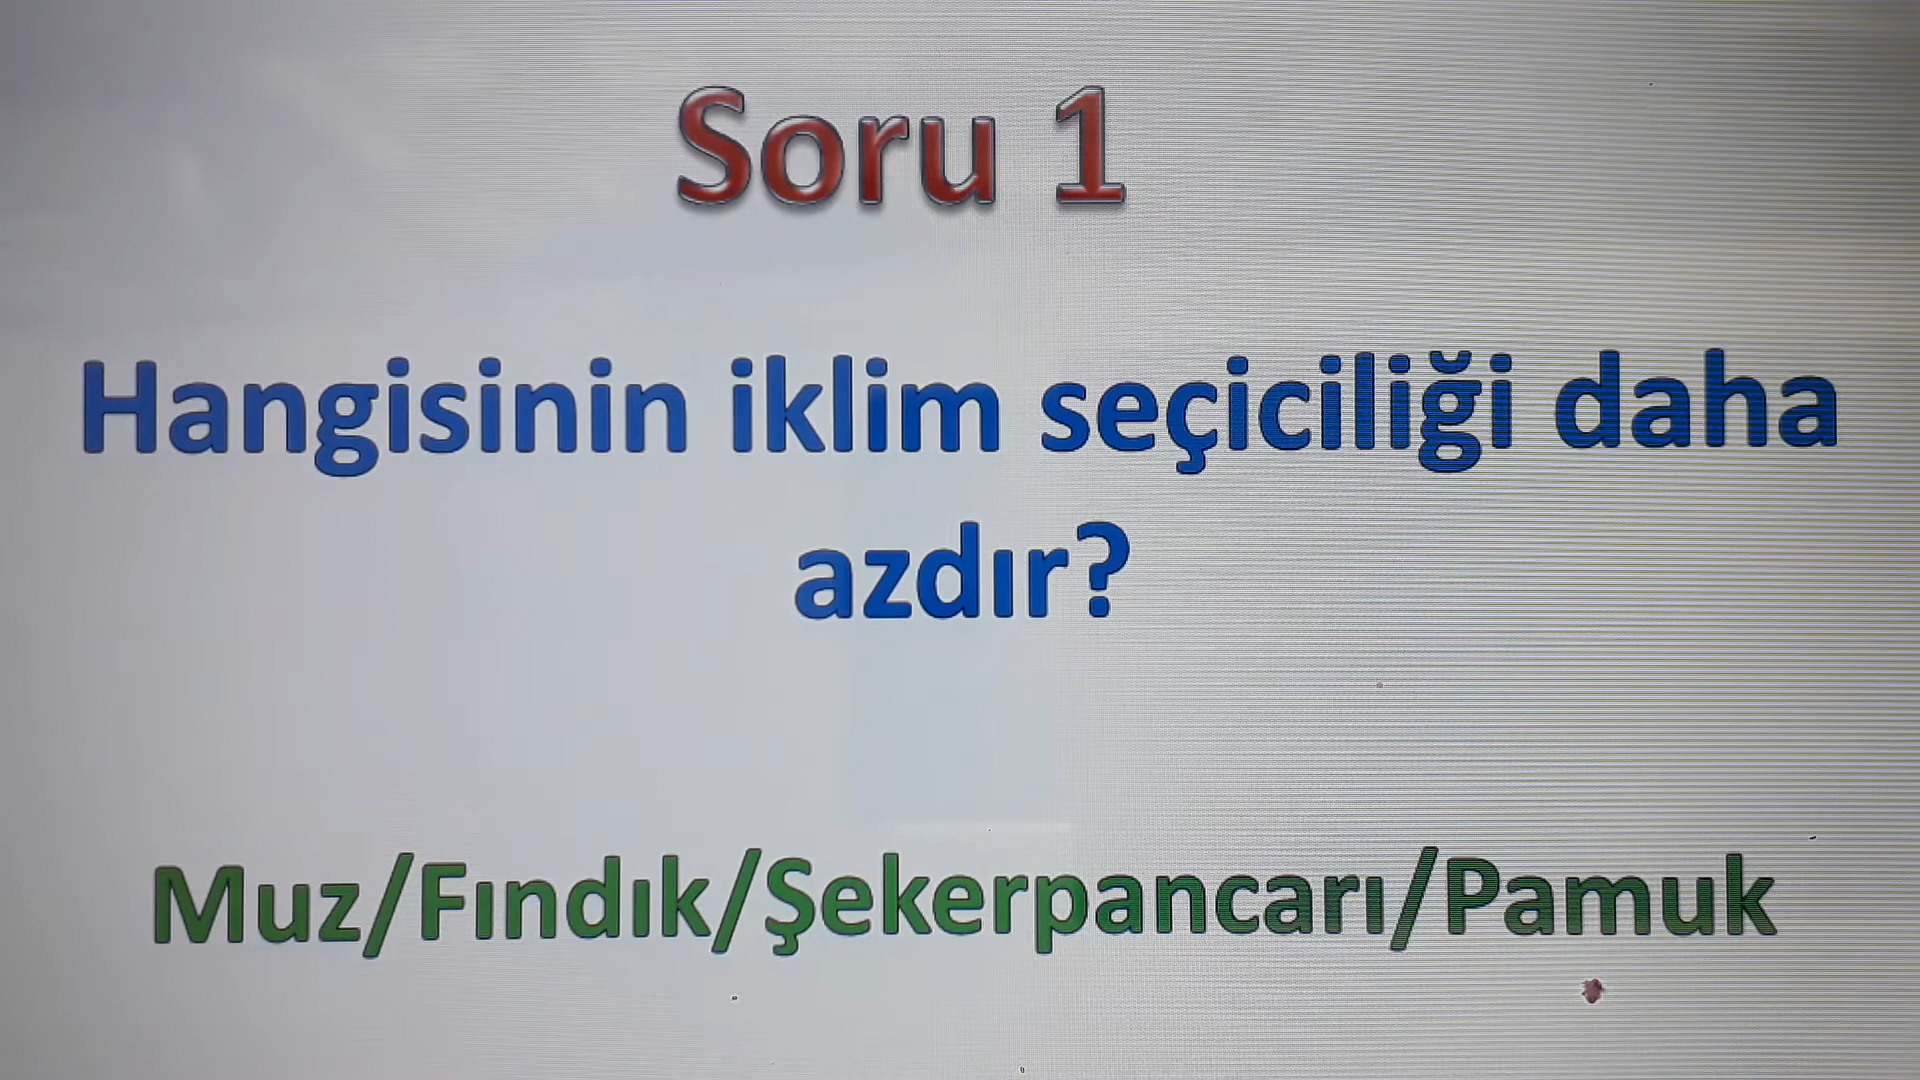 Soru 1
Hangisinin iklim seçiciliği daha
azdır?
Muz/Fındık/Şekerpancarı/Pamuk